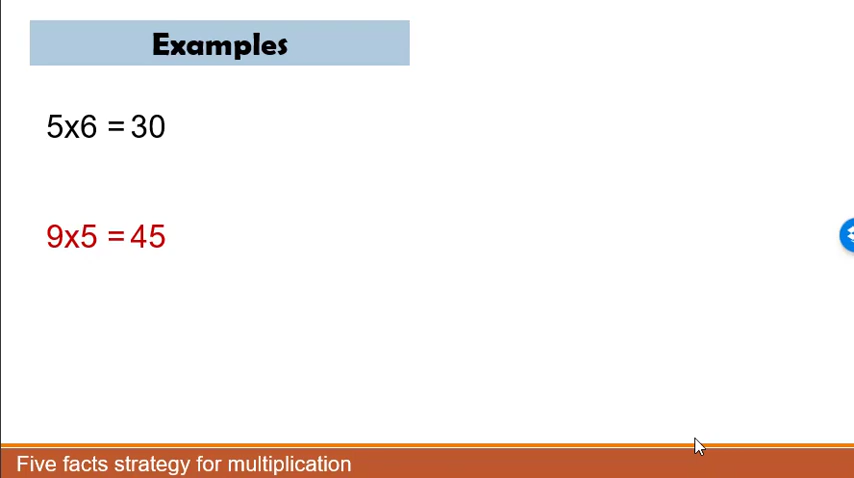 Examples
5x6 = 30
9x5 = 45
Five facts strategy for multiplication